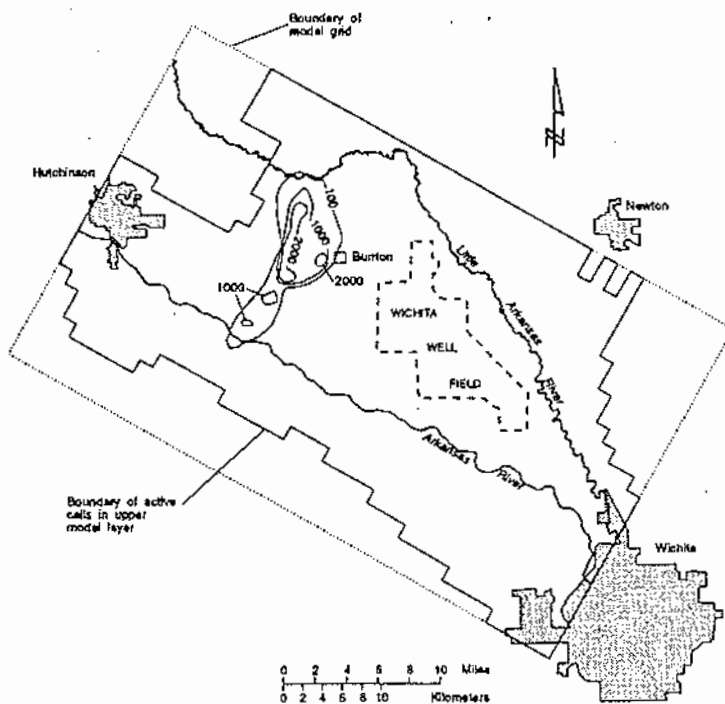 Boundary of
model grid
N
Hutchinson
Newton
100
1000
2000
Burrton
2000
1000
Little
Arkansas
River
WICHITA
WELL
FIELD
Arkansas
River
Boundary of active
cells in upper
model layer
Wichita
0 2 4 6 8 10 Miles
0 2 4 6 8 10 Kilometers